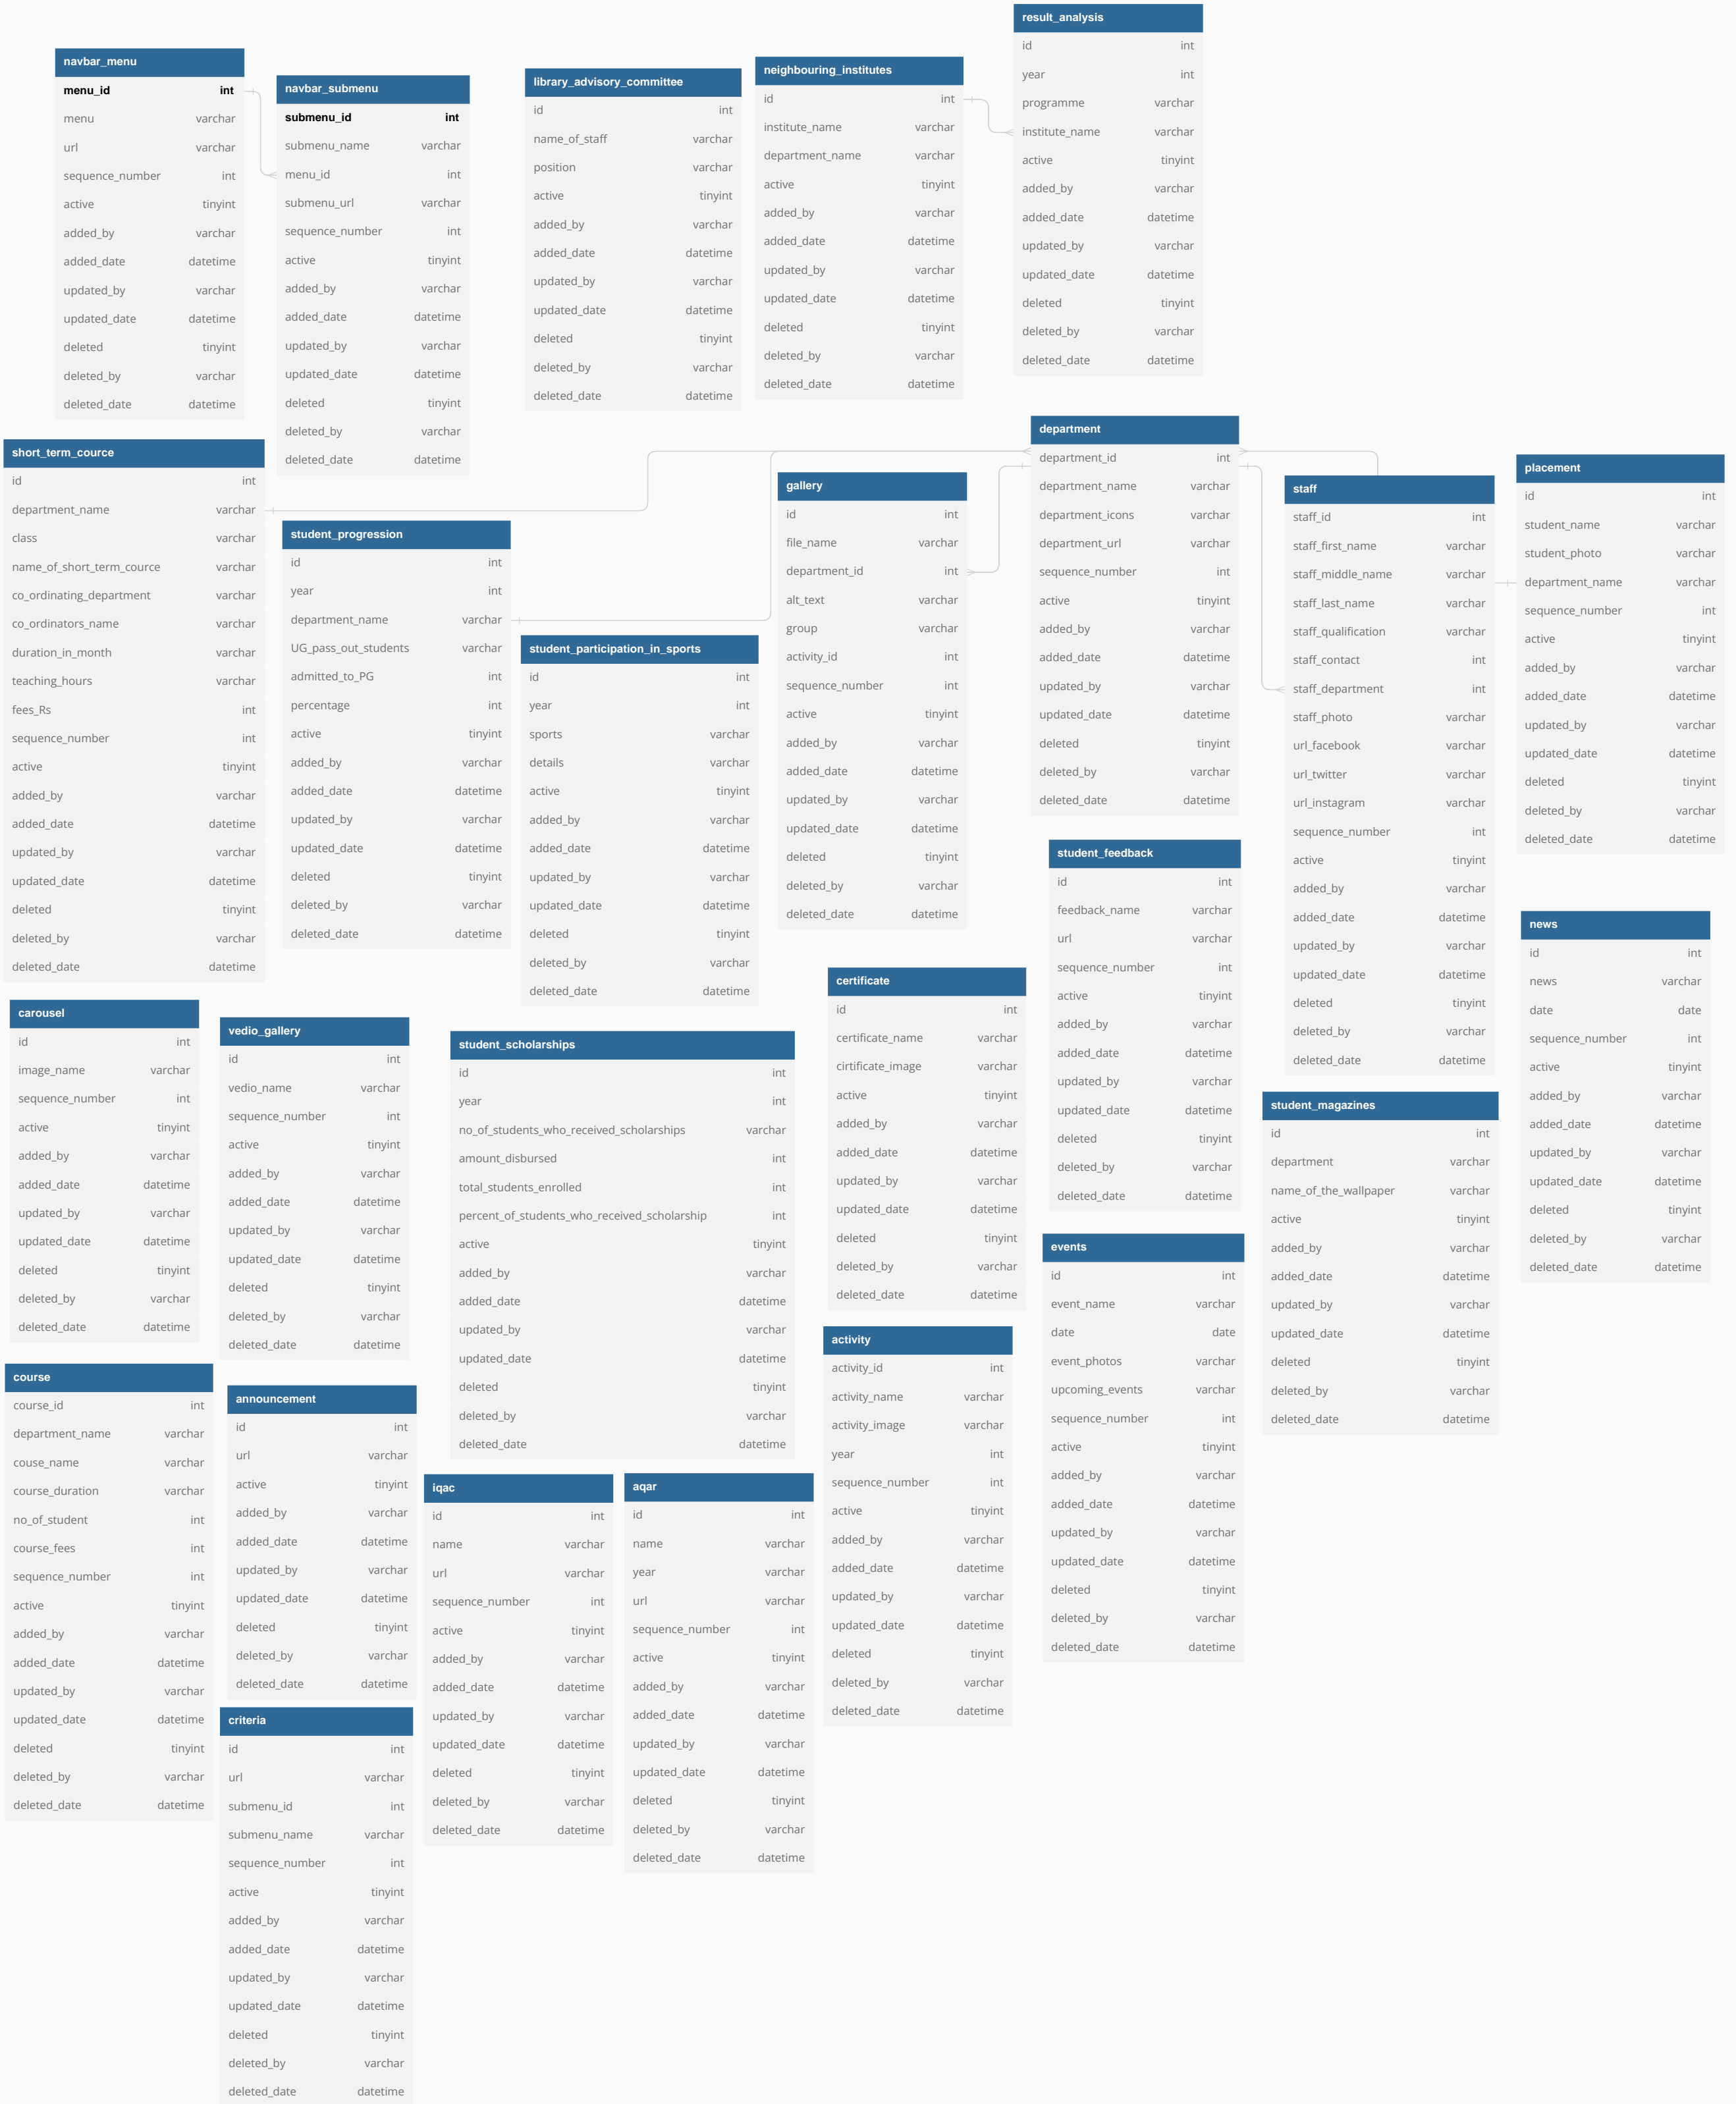 navbar_menu
menu_id int
menu varchar
url varchar
sequence_number int
active tinyint
added_by varchar
added_date datetime
updated_by varchar
updated_date datetime
deleted tinyint
deleted_by varchar
deleted_date datetime
navbar_submenu
submenu_id int
submenu_name varchar
menu_id int
submenu_url varchar
sequence_number int
active tinyint
added_by varchar
added_date datetime
updated_by varchar
updated_date datetime
deleted tinyint
deleted_by varchar
deleted_date datetime
library_advisory_committee
id int
name_of_staff varchar
position varchar
active tinyint
added_by varchar
added_date datetime
updated_by varchar
updated_date datetime
deleted tinyint
deleted_by varchar
deleted_date datetime
neighbouring_institutes
id int
institute_name varchar
department_name varchar
active tinyint
added_by varchar
added_date datetime
updated_by varchar
updated_date datetime
deleted tinyint
deleted_by varchar
deleted_date datetime
result_analysis
id int
year int
programme varchar
institute_name varchar
active tinyint
added_by varchar
added_date datetime
updated_by varchar
updated_date datetime
deleted tinyint
deleted_by varchar
deleted_date datetime
short_term_cource
id int
department_name varchar
class varchar
name_of_short_term_cource varchar
co_ordinating_department varchar
co_ordinators_name varchar
duration_in_month varchar
teaching_hours varchar
fees_Rs int
sequence_number int
active tinyint
added_by varchar
added_date datetime
updated_by varchar
updated_date datetime
deleted tinyint
deleted_by varchar
deleted_date datetime
student_progression
id int
year int
department_name varchar
UG_pass_out_students varchar
admitted_to_PG int
percentage int
active tinyint
added_by varchar
added_date datetime
updated_by varchar
updated_date datetime
deleted tinyint
deleted_by varchar
deleted_date datetime
student_participation_in_sports
id int
year int
sports varchar
details varchar
active tinyint
added_by varchar
added_date datetime
updated_by varchar
updated_date datetime
deleted tinyint
deleted_by varchar
deleted_date datetime
gallery
id int
file_name varchar
department_id int
alt_text varchar
group varchar
activity_id int
sequence_number int
active tinyint
added_by varchar
added_date datetime
updated_by varchar
updated_date datetime
deleted tinyint
deleted_by varchar
deleted_date datetime
department
department_id int
department_name varchar
department_icons varchar
department_url varchar
sequence_number int
active tinyint
added_by varchar
added_date datetime
updated_by varchar
updated_date datetime
deleted tinyint
deleted_by varchar
deleted_date datetime
staff
staff_id int
staff_first_name varchar
staff_middle_name varchar
staff_last_name varchar
staff_qualification varchar
staff_contact int
staff_department int
staff_photo varchar
url_facebook varchar
url_twitter varchar
url_instagram varchar
sequence_number int
active tinyint
added_by varchar
added_date datetime
updated_by varchar
updated_date datetime
deleted tinyint
deleted_by varchar
deleted_date datetime
placement
id int
student_name varchar
student_photo varchar
department_name varchar
sequence_number int
active tinyint
added_by varchar
added_date datetime
updated_by varchar
updated_date datetime
deleted tinyint
deleted_by varchar
deleted_date datetime
student_feedback
id int
feedback_name varchar
url varchar
sequence_number int
active tinyint
added_by varchar
added_date datetime
updated_by varchar
updated_date datetime
deleted tinyint
deleted_by varchar
deleted_date datetime
news
id int
news varchar
date date
sequence_number int
active tinyint
added_by varchar
added_date datetime
updated_by varchar
updated_date datetime
deleted tinyint
deleted_by varchar
deleted_date datetime
carousel
id int
image_name varchar
sequence_number int
active tinyint
added_by varchar
added_date datetime
updated_by varchar
updated_date datetime
deleted tinyint
deleted_by varchar
deleted_date datetime
vedio_gallery
id int
vedio_name varchar
sequence_number int
active tinyint
added_by varchar
added_date datetime
updated_by varchar
updated_date datetime
deleted tinyint
deleted_by varchar
deleted_date datetime
student_scholarships
id int
year int
no_of_students_who_received_scholarships varchar
amount_disbursed int
total_students_enrolled int
percent_of_students_who_received_scholarship int
active tinyint
added_by varchar
added_date datetime
updated_by varchar
updated_date datetime
deleted tinyint
deleted_by varchar
deleted_date datetime
certificate
id int
certificate_name varchar
cirtificate_image varchar
active tinyint
added_by varchar
added_date datetime
updated_by varchar
updated_date datetime
deleted tinyint
deleted_by varchar
deleted_date datetime
student_magazines
id int
department varchar
name_of_the_wallpaper varchar
active tinyint
added_by varchar
added_date datetime
updated_by varchar
updated_date datetime
deleted tinyint
deleted_by varchar
deleted_date datetime
events
id int
event_name varchar
date date
event_photos varchar
upcoming_events varchar
sequence_number int
active tinyint
added_by varchar
added_date datetime
updated_by varchar
updated_date datetime
deleted tinyint
deleted_by varchar
deleted_date datetime
activity
activity_id int
activity_name varchar
activity_image varchar
year int
sequence_number int
active tinyint
added_by varchar
added_date datetime
updated_by varchar
updated_date datetime
deleted tinyint
deleted_by varchar
deleted_date datetime
course
course_id int
department_name varchar
couse_name varchar
course_duration varchar
no_of_student int
course_fees int
sequence_number int
active tinyint
added_by varchar
added_date datetime
updated_by varchar
updated_date datetime
deleted tinyint
deleted_by varchar
deleted_date datetime
announcement
id int
url varchar
active tinyint
added_by varchar
added_date datetime
updated_by varchar
updated_date datetime
deleted tinyint
deleted_by varchar
deleted_date datetime
iqac
id int
name varchar
url varchar
sequence_number int
active tinyint
added_by varchar
added_date datetime
updated_by varchar
updated_date datetime
deleted tinyint
deleted_by varchar
deleted_date datetime
aqar
id int
name varchar
year varchar
url varchar
sequence_number int
active tinyint
added_by varchar
added_date datetime
updated_by varchar
updated_date datetime
deleted tinyint
deleted_by varchar
deleted_date datetime
criteria
id int
url varchar
submenu_id int
submenu_name varchar
sequence_number int
active tinyint
added_by varchar
added_date datetime
updated_by varchar
updated_date datetime
deleted tinyint
deleted_by varchar
deleted_date datetime